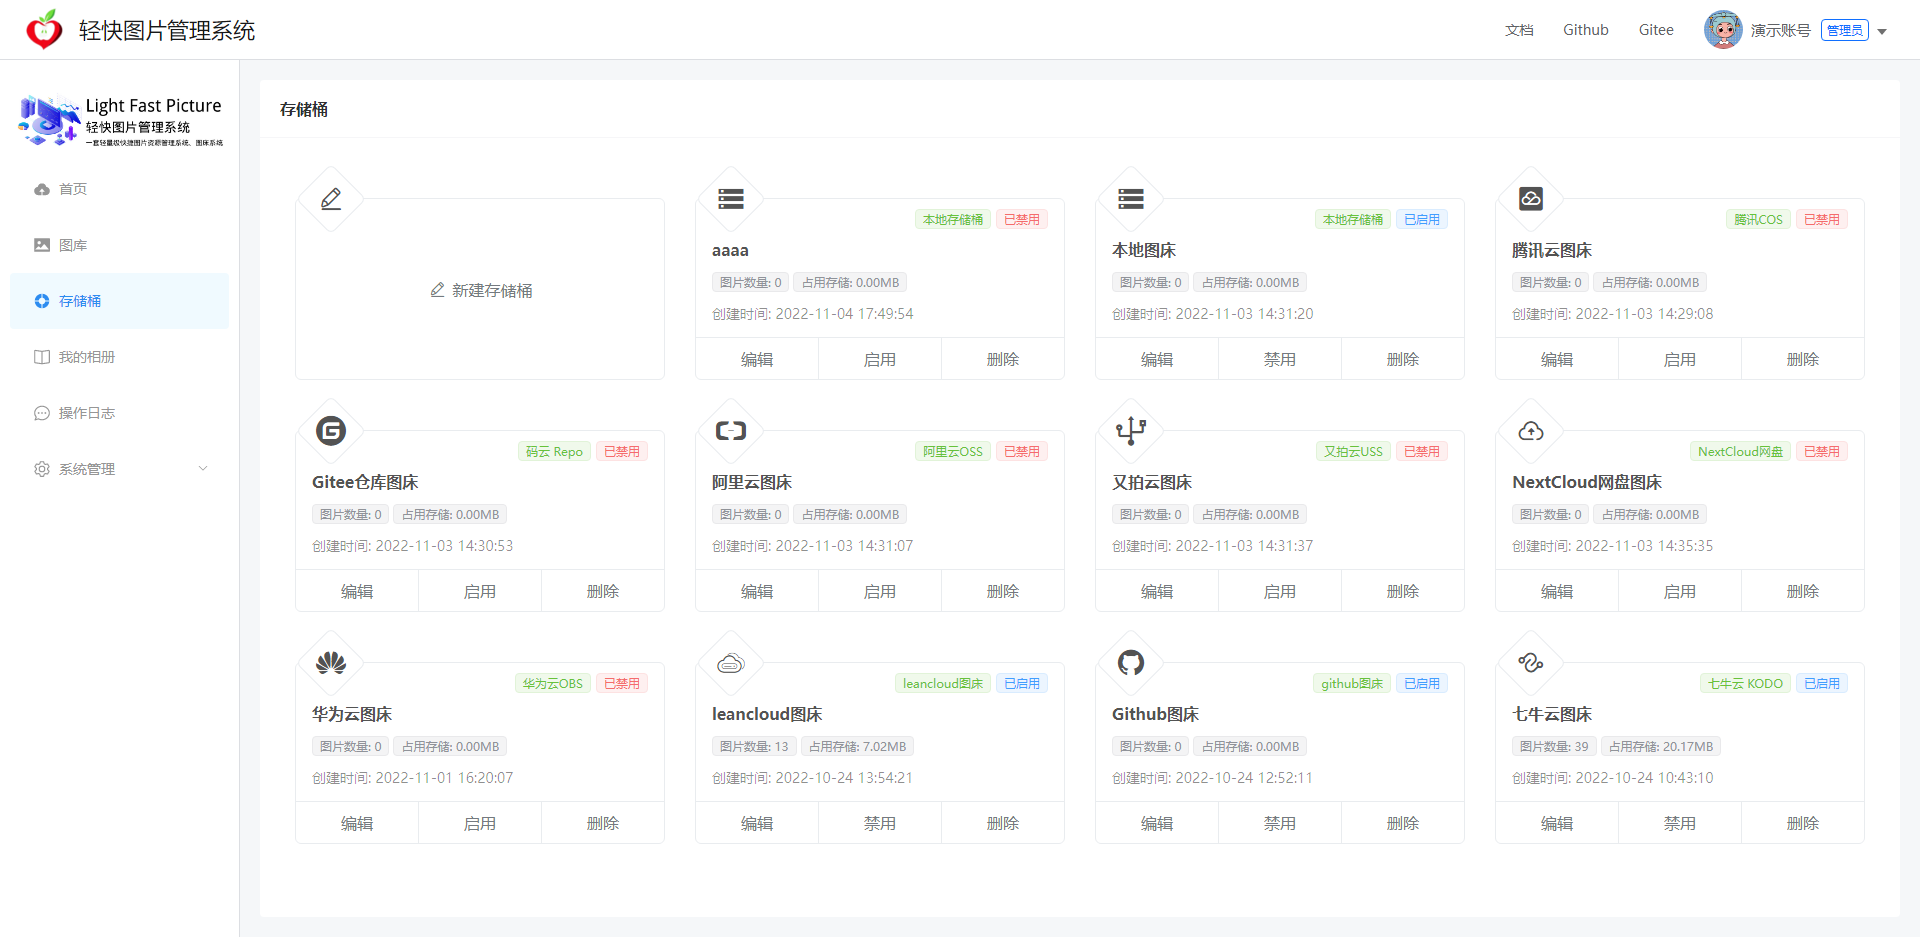 轻快图片管理系统
文档
Github
Gitee
演示账号
管理员
Light Fast Picture
轻快图片管理系统
一套轻量级快捷图片资源管理系统、图床系统
首页
图库
存储桶
我的相册
操作日志
系统管理
存储桶
新建存储桶
本地存储桶 已禁用
aaaa
图片数量: 0 占用存储: 0.00MB
创建时间: 2022-11-04 17:49:54
编辑 启用 删除
本地存储桶 已启用
本地图床
图片数量: 0 占用存储: 0.00MB
创建时间: 2022-11-03 14:31:20
编辑 禁用 删除
腾讯COS 已禁用
腾讯云图床
图片数量: 0 占用存储: 0.00MB
创建时间: 2022-11-03 14:29:08
编辑 启用 删除
码云 Repo 已禁用
Gitee仓库图床
图片数量: 0 占用存储: 0.00MB
创建时间: 2022-11-03 14:30:53
编辑 启用 删除
阿里云OSS 已禁用
阿里云图床
图片数量: 0 占用存储: 0.00MB
创建时间: 2022-11-03 14:31:07
编辑 启用 删除
又拍云USS 已禁用
又拍云图床
图片数量: 0 占用存储: 0.00MB
创建时间: 2022-11-03 14:31:37
编辑 启用 删除
NextCloud网盘 已禁用
NextCloud网盘图床
图片数量: 0 占用存储: 0.00MB
创建时间: 2022-11-03 14:35:35
编辑 启用 删除
华为云OBS 已禁用
华为云图床
图片数量: 0 占用存储: 0.00MB
创建时间: 2022-11-01 16:20:07
编辑 启用 删除
leancloud图床 已启用
leancloud图床
图片数量: 13 占用存储: 7.02MB
创建时间: 2022-10-24 13:54:21
编辑 禁用 删除
github图床 已启用
Github图床
图片数量: 0 占用存储: 0.00MB
创建时间: 2022-10-24 12:52:11
编辑 禁用 删除
七牛云 KODO 已启用
七牛云图床
图片数量: 39 占用存储: 20.17MB
创建时间: 2022-10-24 10:43:10
编辑 禁用 删除